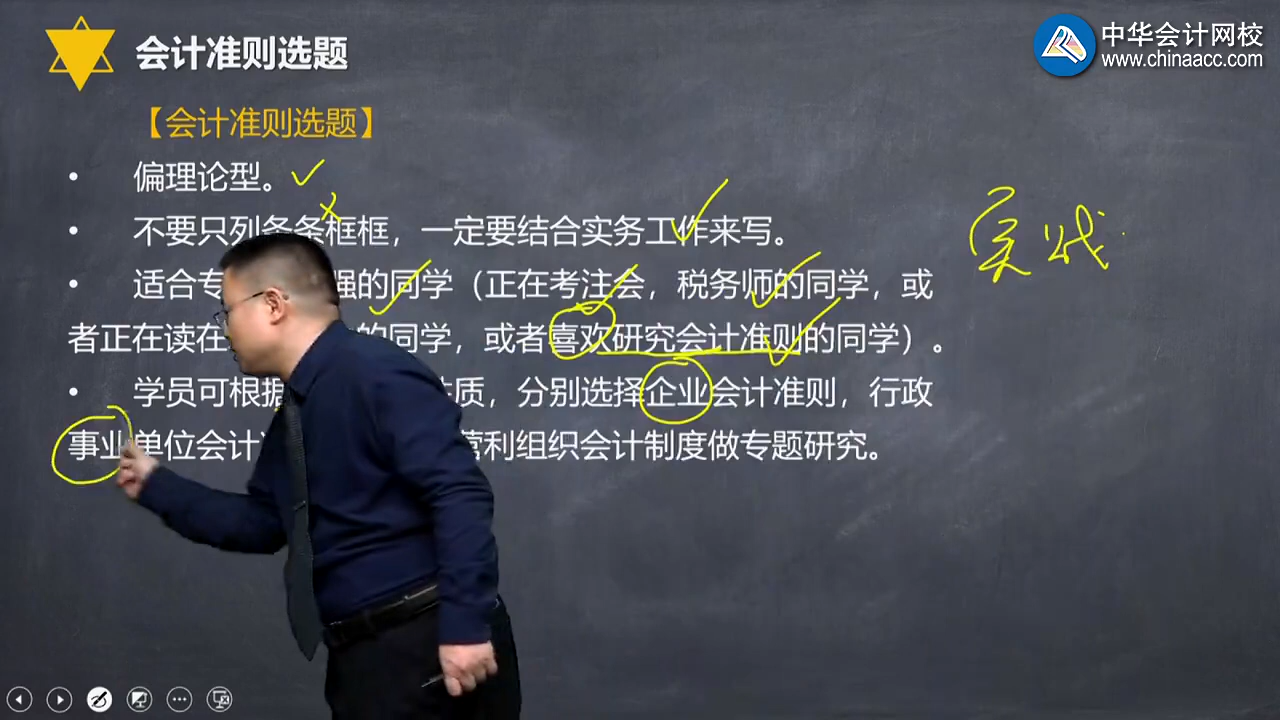 会计准则选题
中华会计网校
www.chinaacc.com
【会计准则选题】
• 偏理论型。
• 不要只列条条框框，一定要结合实务工作来写。
实践
• 适合专 强的同学（正在考注会，税务师的同学，或
者正在读在 的同学，或者喜欢研究会计准则的同学）。
• 学员可根据 性质，分别选择企业会计准则，行政
事业单位会计 营利组织会计制度做专题研究。